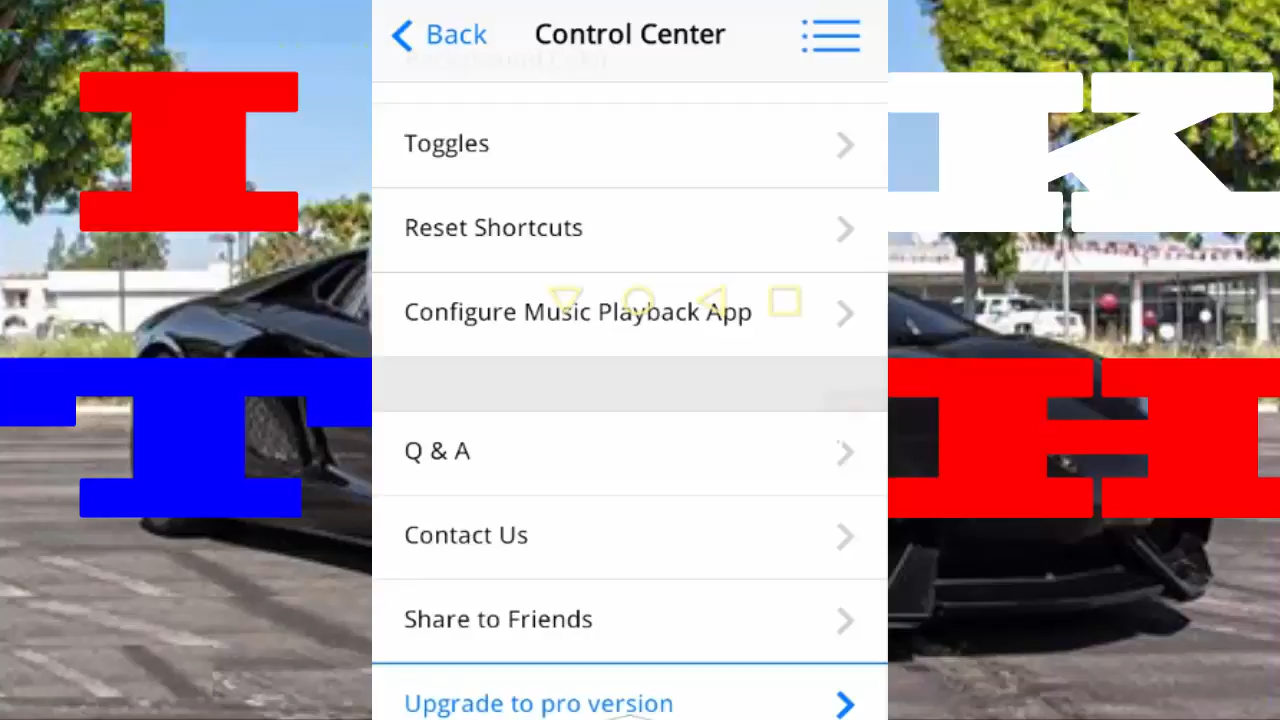 I
K
T
H
Back
Control Center
Toggles
Reset Shortcuts
Configure Music Playback App
Q & A
Contact Us
Share to Friends
Upgrade to pro version